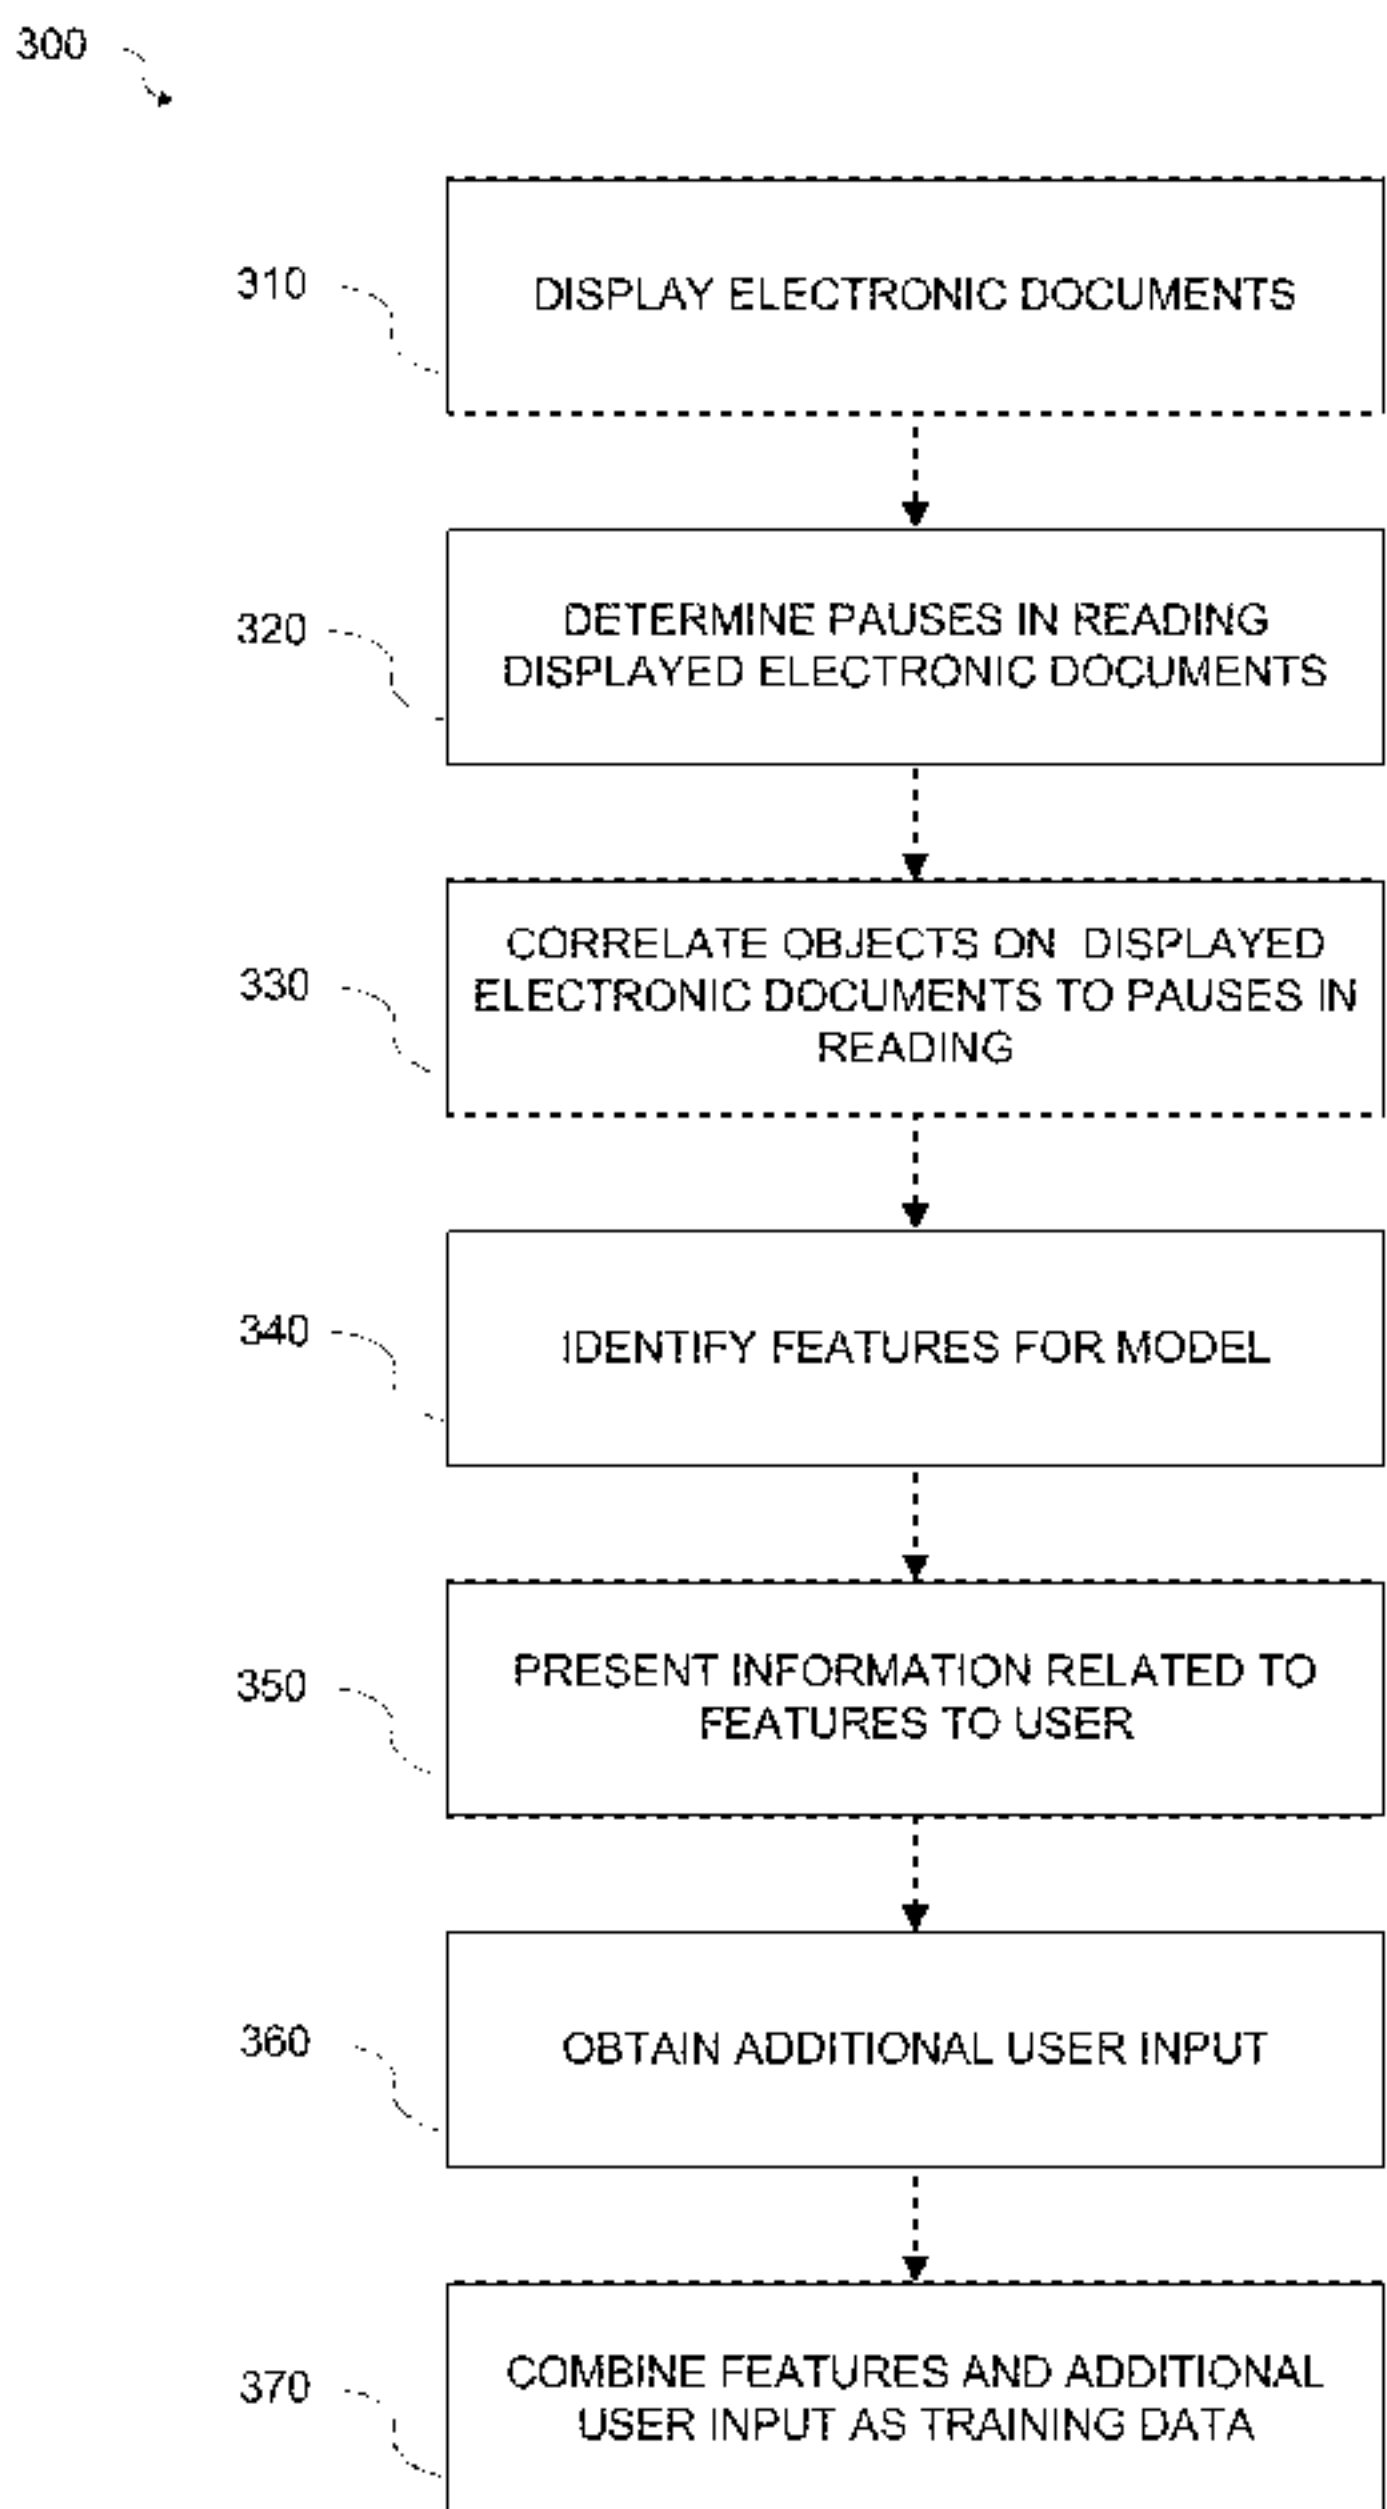 300
310
DISPLAY ELECTRONIC DOCUMENTS
320
DETERMINE PAUSES IN READING
DISPLAYED ELECTRONIC DOCUMENTS
330
CORRELATE OBJECTS ON DISPLAYED
ELECTRONIC DOCUMENTS TO PAUSES IN
READING
340
IDENTIFY FEATURES FOR MODEL
350
PRESENT INFORMATION RELATED TO
FEATURES TO USER
360
OBTAIN ADDITIONAL USER INPUT
370
COMBINE FEATURES AND ADDITIONAL
USER INPUT AS TRAINING DATA